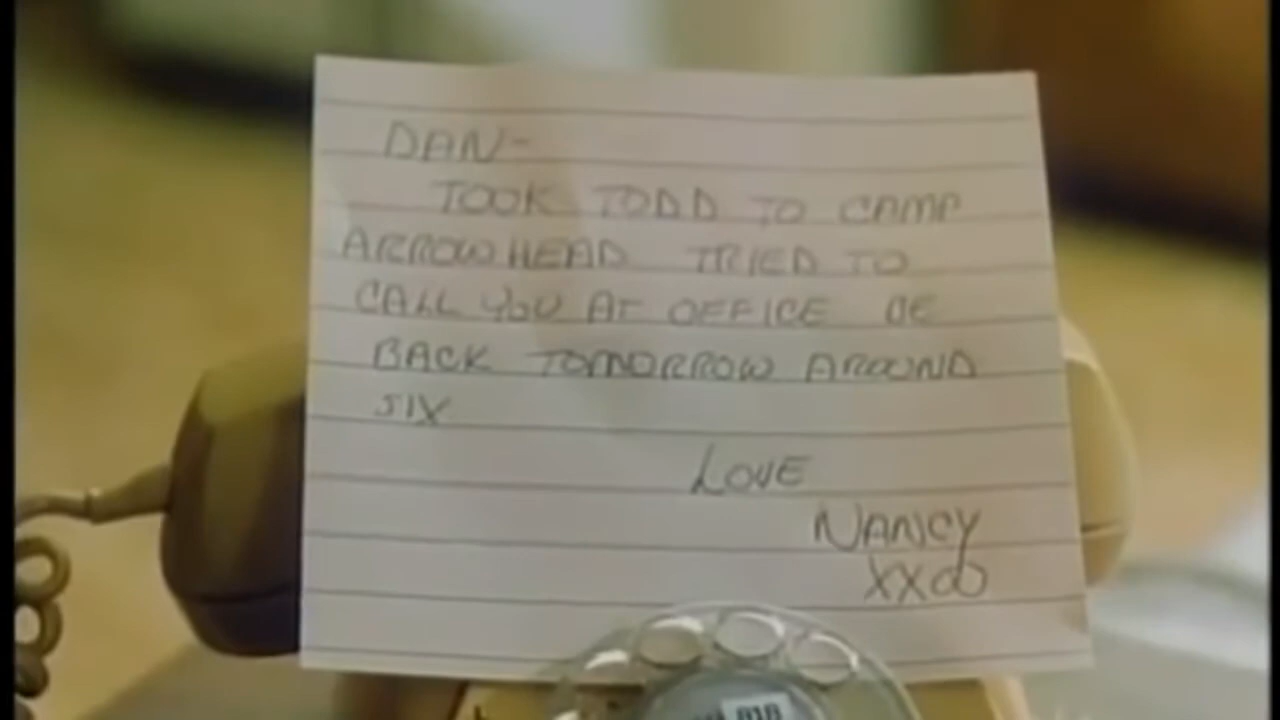 DAN-
TOOK TODD TO CAMP
ARROWHEAD TRIED TO
CALL YOU AT OFFICE BE
BACK TOMORROW AROUND
SIX
LOVE
NANCY
XXOO